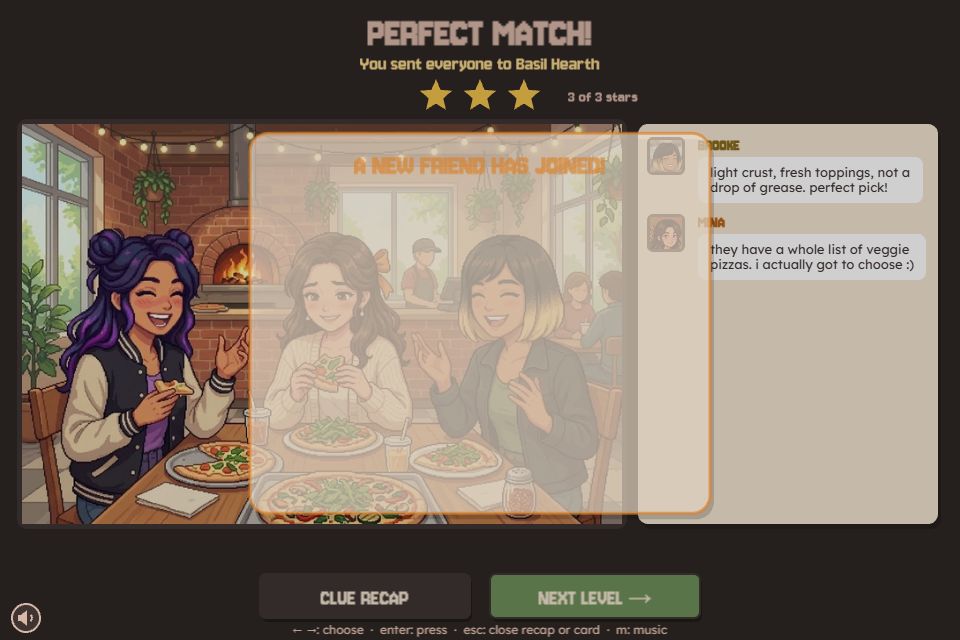 PERFECT MATCH!
You sent everyone to Basil Hearth
3 of 3 stars
A NEW FRIEND HAS JOINED!
BROOKE
light crust, fresh toppings, not a
drop of grease. perfect pick!
MINA
they have a whole list of veggie
pizzas. i actually got to choose :)
CLUE RECAP
NEXT LEVEL →
← →: choose · enter: press · esc: close recap or card · m: music